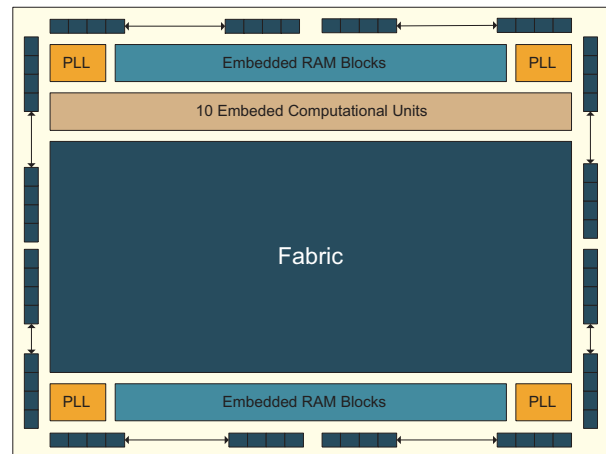 PLL
Embedded RAM Blocks
PLL
10 Embeded Computational Units
Fabric
PLL
Embedded RAM Blocks
PLL